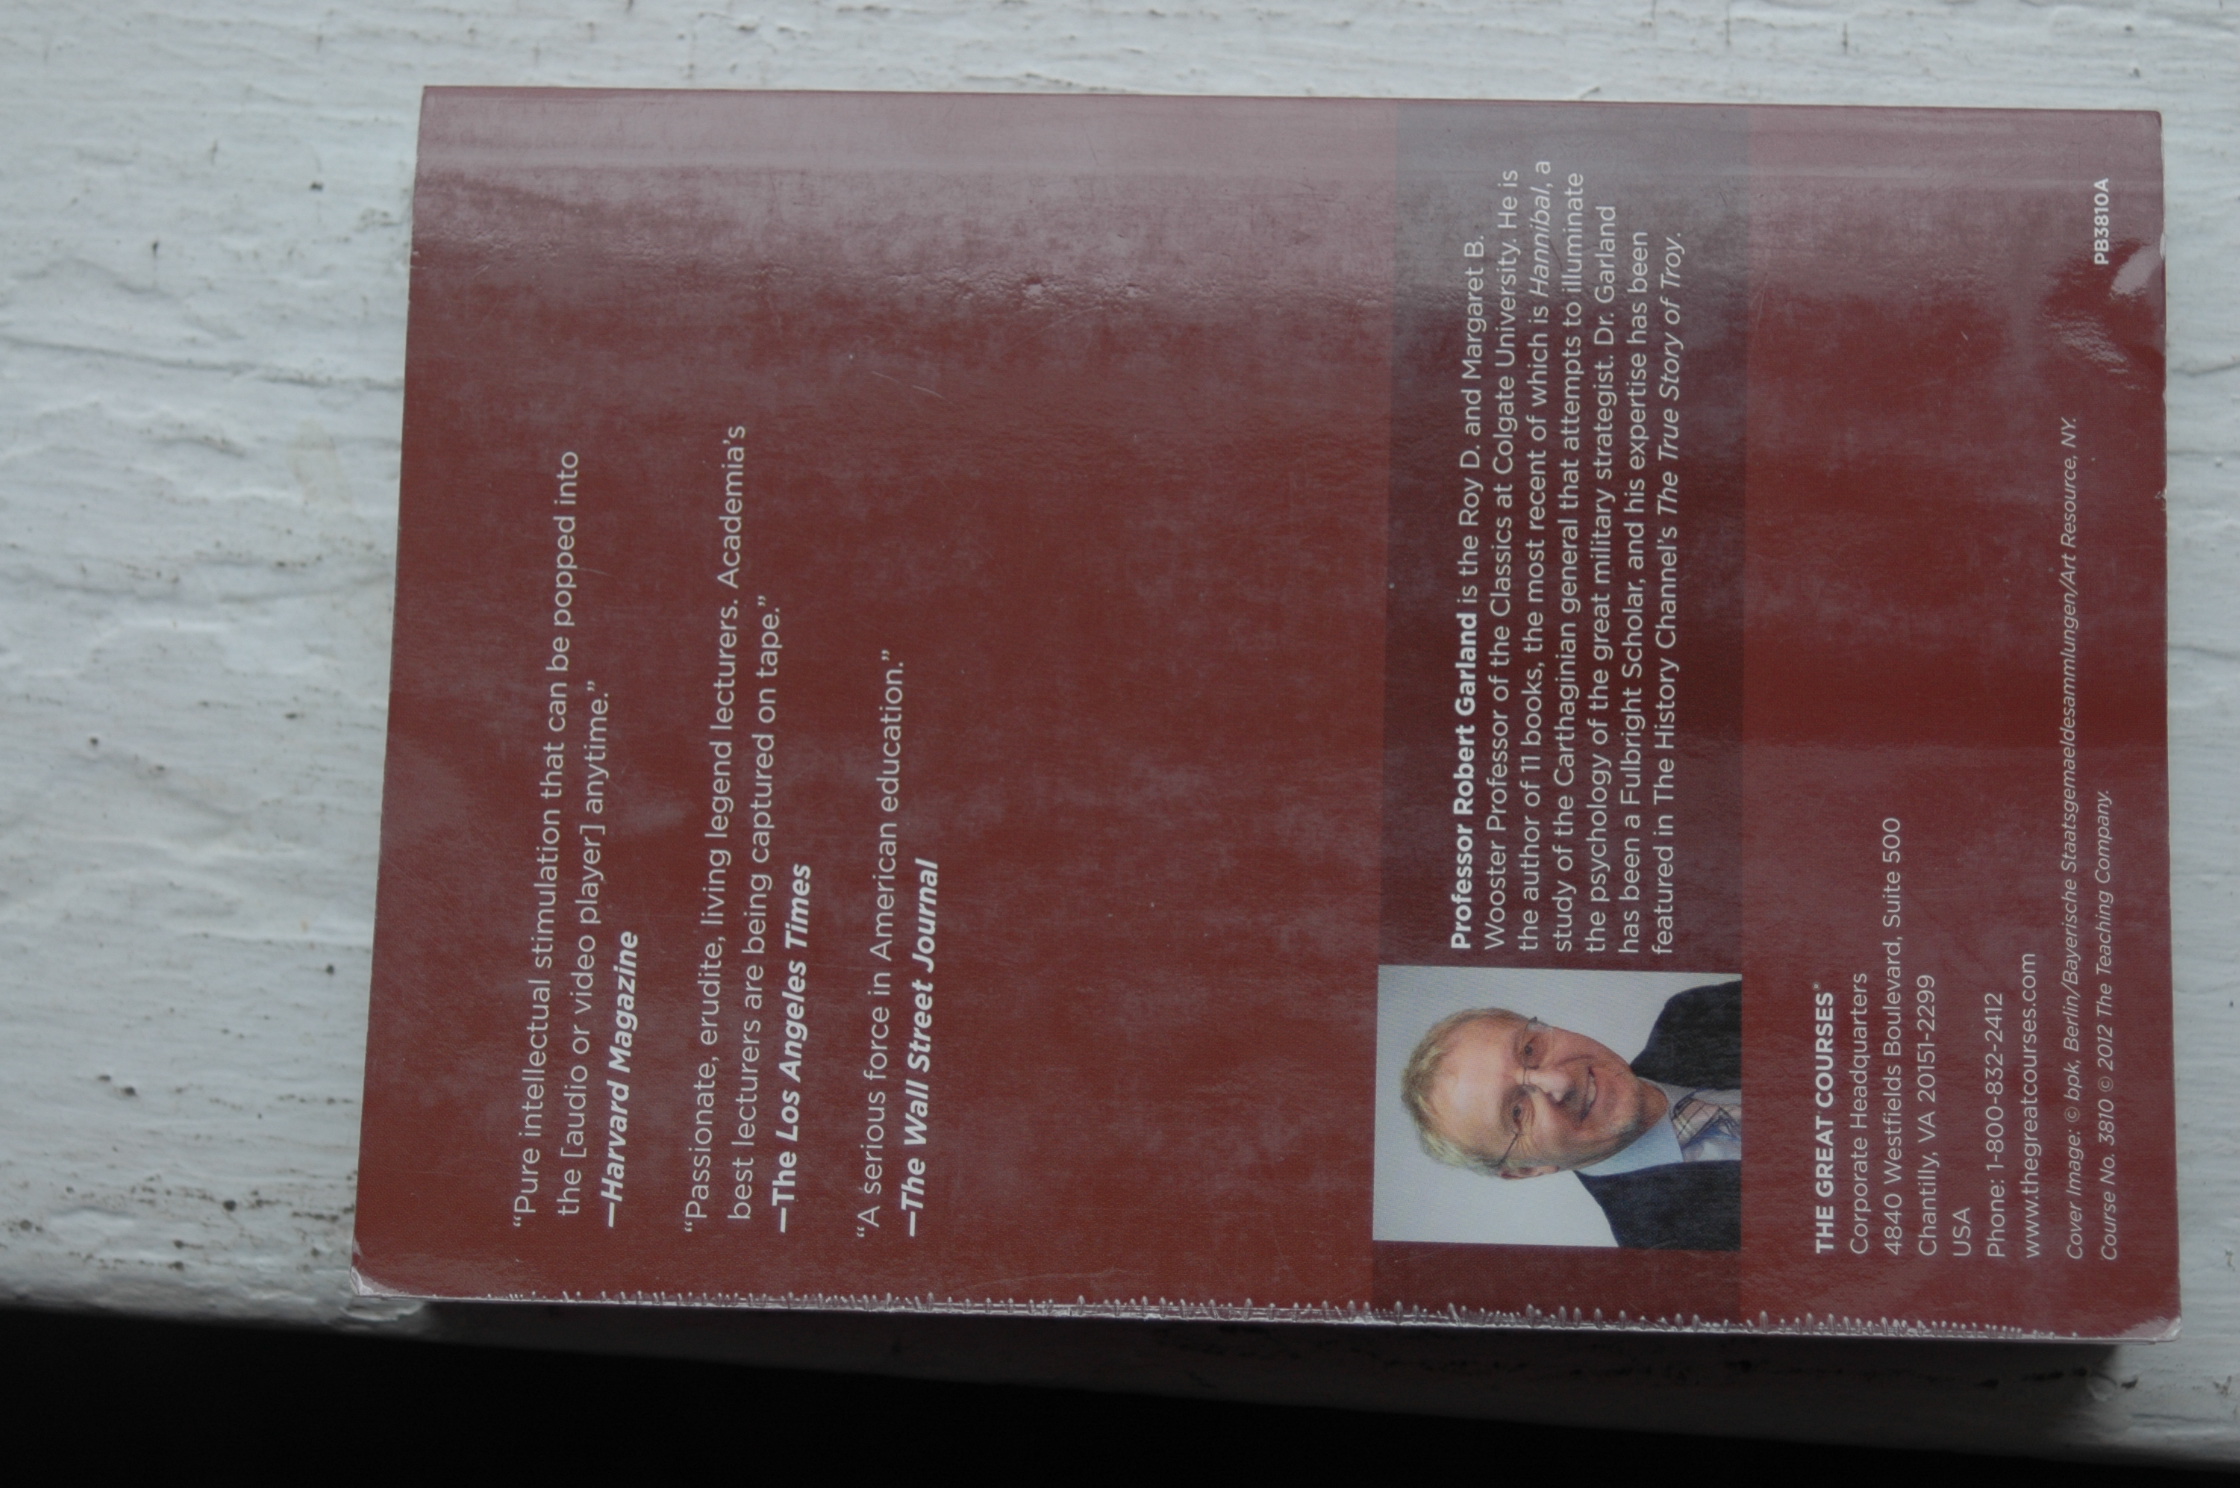 “Pure intellectual stimulation that can be popped into
the [audio or video player] anytime.”
—Harvard Magazine
“Passionate, erudite, living legend lecturers. Academia's
best lecturers are being captured on tape.”
—The Los Angeles Times
“A serious force in American education.”
—The Wall Street Journal
Professor Robert Garland is the Roy D. and Margaret B.
Wooster Professor of the Classics at Colgate University. He is
the author of 11 books, the most recent of which is Hannibal, a
study of the Carthaginian general that attempts to illuminate
the psychology of the great military strategist. Dr. Garland
has been a Fulbright Scholar, and his expertise has been
featured in The History Channel's The True Story of Troy.
THE GREAT COURSES®
Corporate Headquarters
4840 Westfields Boulevard, Suite 500
Chantilly, VA 20151-2299
USA
Phone: 1-800-832-2412
www.thegreatcourses.com
Cover Image: © bpk, Berlin/Bayerische Staatsgemaeldesammlungen/Art Resource, NY.
Course No. 3810 © 2012 The Teaching Company.
PB3810A